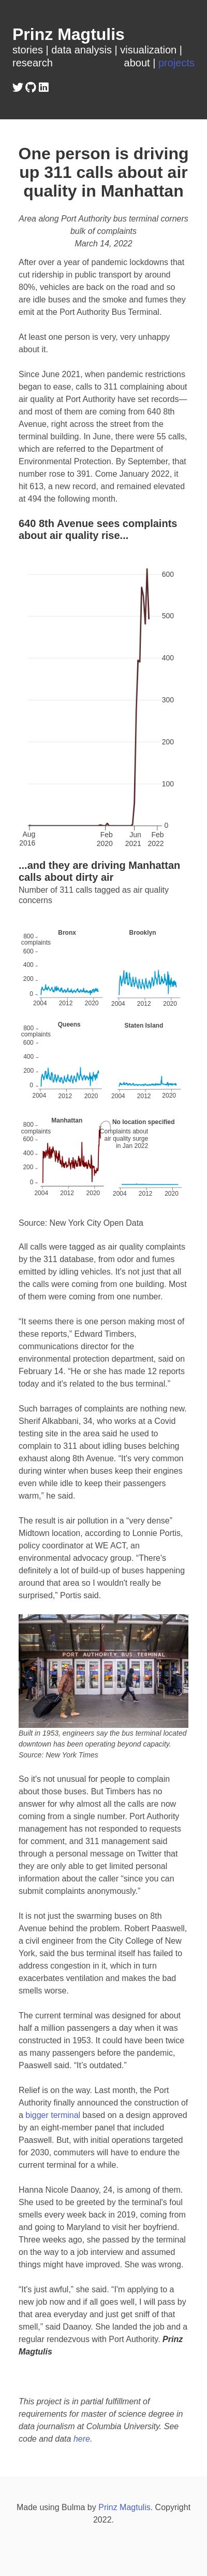 Prinz Magtulis
stories | data analysis | visualization |
research about | projects
One person is driving
up 311 calls about air
quality in Manhattan
Area along Port Authority bus terminal corners
bulk of complaints
March 14, 2022
After over a year of pandemic lockdowns that
cut ridership in public transport by around
80%, vehicles are back on the road and so
are idle buses and the smoke and fumes they
emit at the Port Authority Bus Terminal.
At least one person is very, very unhappy
about it.
Since June 2021, when pandemic restrictions
began to ease, calls to 311 complaining about
air quality at Port Authority have set records—
and most of them are coming from 640 8th
Avenue, right across the street from the
terminal building. In June, there were 55 calls,
which are referred to the Department of
Environmental Protection. By September, that
number rose to 391. Come January 2022, it
hit 613, a new record, and remained elevated
at 494 the following month.
640 8th Avenue sees complaints
about air quality rise...
600
500
400
300
200
100
0
Aug
2016
Feb
2020
Jun
2021
Feb
2022
...and they are driving Manhattan
calls about dirty air
Number of 311 calls tagged as air quality
concerns
Bronx
800
complaints
600
400
200
0
2004 2012 2020
Brooklyn
2004 2012 2020
Queens
800
complaints
600
400
200
0
2004 2012 2020
Staten Island
2004 2012 2020
Manhattan
800
complaints
600
400
200
0
2004 2012 2020
No location specified
Complaints about
air quality surge
in Jan 2022
2004 2012 2020
Source: New York City Open Data
All calls were tagged as air quality complaints
by the 311 database, from odor and fumes
emitted by idling vehicles. It's not just that all
the calls were coming from one building. Most
of them were coming from one number.
“It seems there is one person making most of
these reports,” Edward Timbers,
communications director for the
environmental protection department, said on
February 14. “He or she has made 12 reports
today and it's related to the bus terminal.”
Such barrages of complaints are nothing new.
Sherif Alkabbani, 34, who works at a Covid
testing site in the area said he used to
complain to 311 about idling buses belching
exhaust along 8th Avenue. “It's very common
during winter when buses keep their engines
even while idle to keep their passengers
warm,” he said.
The result is air pollution in a “very dense”
Midtown location, according to Lonnie Portis,
policy coordinator at WE ACT, an
environmental advocacy group. “There's
definitely a lot of build-up of buses happening
around that area so I wouldn't really be
surprised,” Portis said.
PORT AUTHORITY BUS TERMINAL
Built in 1953, engineers say the bus terminal located
downtown has been operating beyond capacity.
Source: New York Times
So it's not unusual for people to complain
about those buses. But Timbers has no
answer for why almost all the calls are now
coming from a single number. Port Authority
management has not responded to requests
for comment, and 311 management said
through a personal message on Twitter that
they were only able to get limited personal
information about the caller “since you can
submit complaints anonymously.”
It is not just the swarming buses on 8th
Avenue behind the problem. Robert Paaswell,
a civil engineer from the City College of New
York, said the bus terminal itself has failed to
address congestion in it, which in turn
exacerbates ventilation and makes the bad
smells worse.
The current terminal was designed for about
half a million passengers a day when it was
constructed in 1953. It could have been twice
as many passengers before the pandemic,
Paaswell said. “It's outdated.”
Relief is on the way. Last month, the Port
Authority finally announced the construction of
a bigger terminal based on a design approved
by an eight-member panel that included
Paaswell. But, with initial operations targeted
for 2030, commuters will have to endure the
current terminal for a while.
Hanna Nicole Daanoy, 24, is among of them.
She used to be greeted by the terminal's foul
smells every week back in 2019, coming from
and going to Maryland to visit her boyfriend.
Three weeks ago, she passed by the terminal
on the way to a job interview and assumed
things might have improved. She was wrong.
“It's just awful,” she said. “I'm applying to a
new job now and if all goes well, I will pass by
that area everyday and just get sniff of that
smell,” said Daanoy. She landed the job and a
regular rendezvous with Port Authority. Prinz
Magtulis
This project is in partial fulfillment of
requirements for master of science degree in
data journalism at Columbia University. See
code and data here.
Made using Bulma by Prinz Magtulis. Copyright
2022.